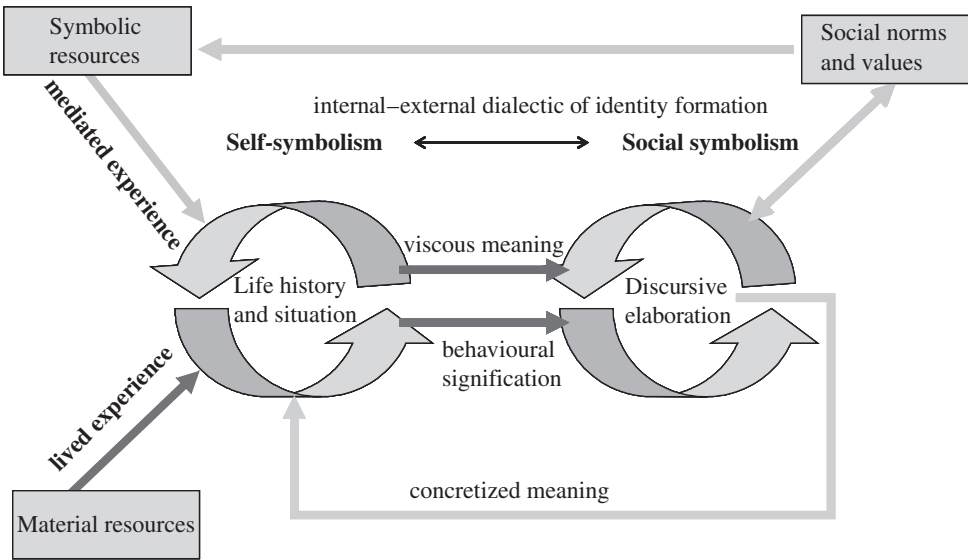 Symbolic
resources
Social norms
and values
mediated experience
internal–external dialectic of identity formation
Self-symbolism
Social symbolism
viscous meaning
Life history
and situation
Discursive
elaboration
behavioural
signification
lived experience
concretized meaning
Material resources